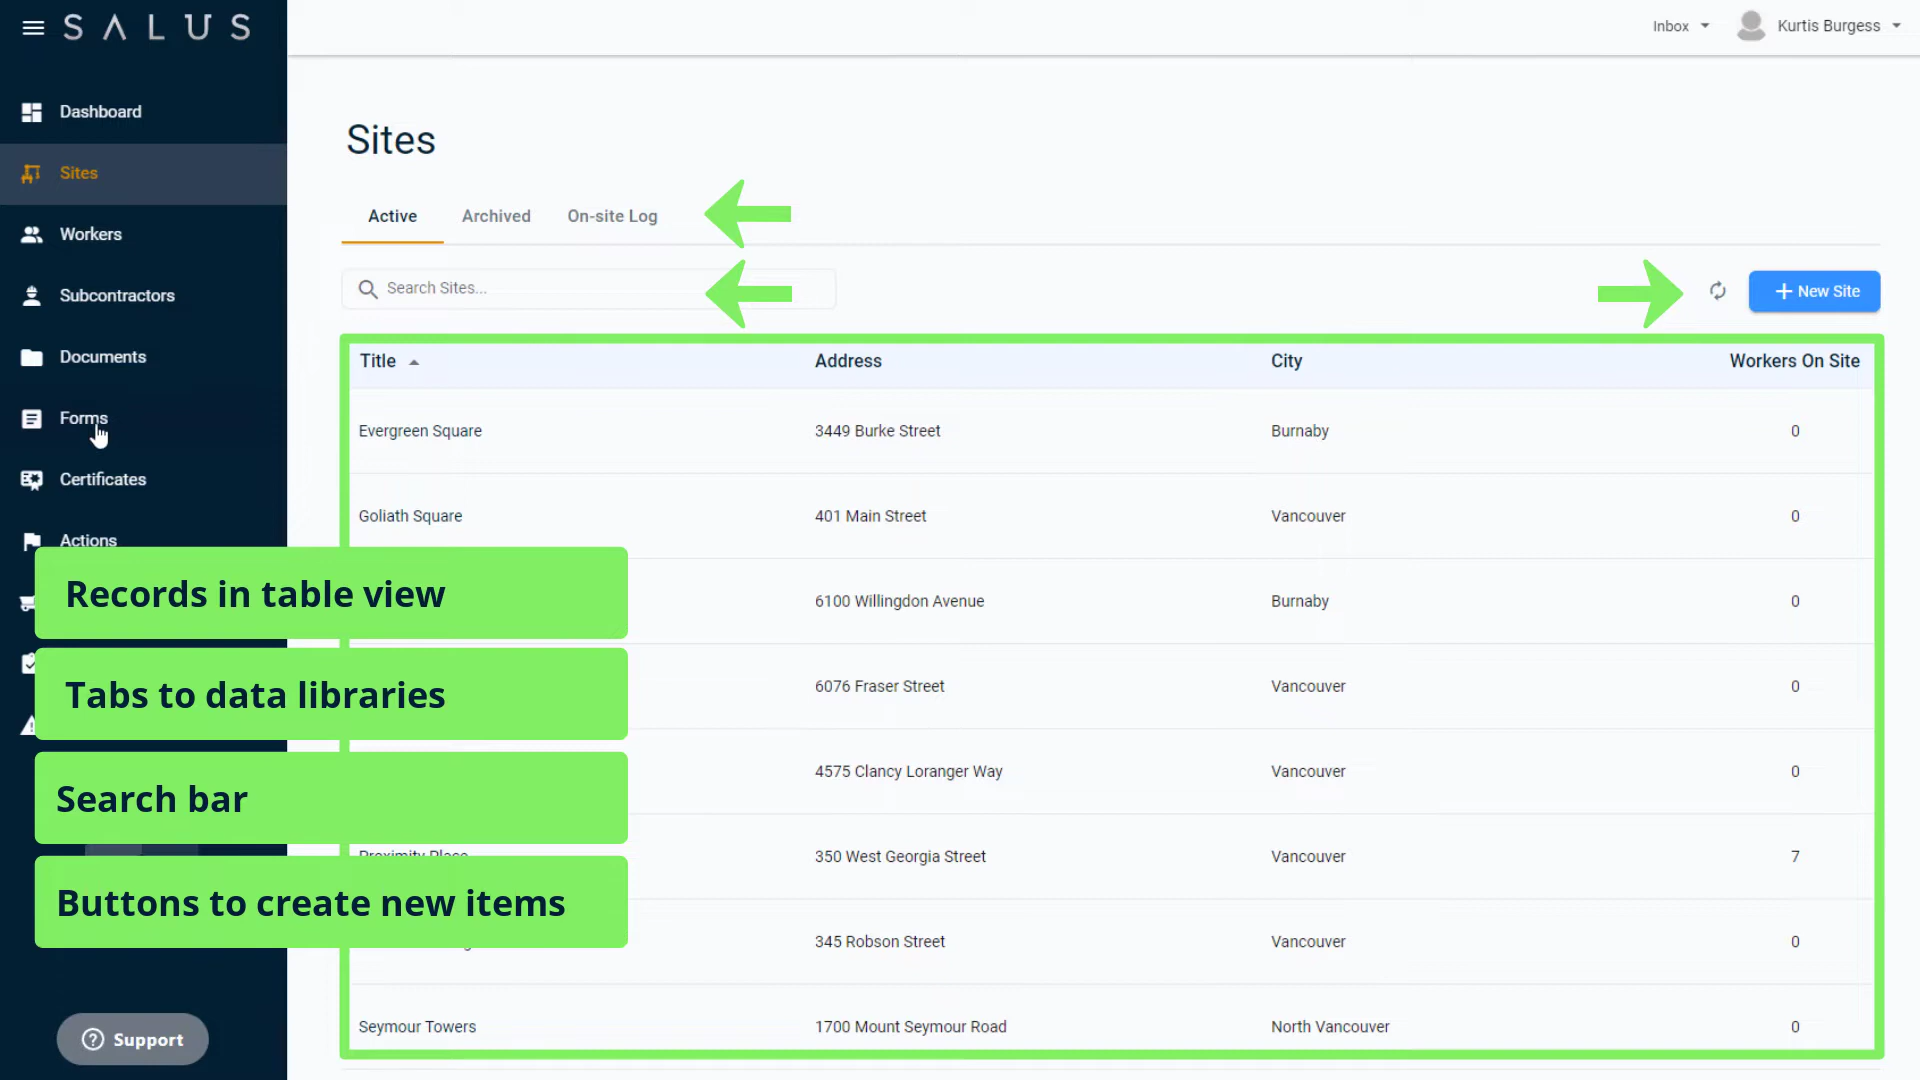 SALUS
Inbox
Kurtis Burgess
Dashboard
Sites
Workers
Subcontractors
Documents
Forms
Certificates
Actions
Support
Sites
Active Archived On-site Log
Search Sites...
New Site
Title Address City Workers On Site
Evergreen Square 3449 Burke Street Burnaby 0
Goliath Square 401 Main Street Vancouver 0
6100 Willingdon Avenue Burnaby 0
6076 Fraser Street Vancouver 0
4575 Clancy Loranger Way Vancouver 0
Proximity Place 350 West Georgia Street Vancouver 7
345 Robson Street Vancouver 0
Seymour Towers 1700 Mount Seymour Road North Vancouver 0
Records in table view
Tabs to data libraries
Search bar
Buttons to create new items